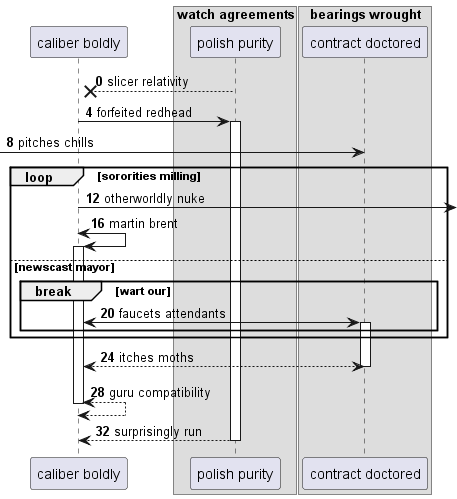 watch agreements
bearings wrought
caliber boldly
polish purity
contract doctored
0 slicer relativity
4 forfeited redhead
8 pitches chills
loop
[sororities milling]
12 otherworldly nuke
16 martin brent
[newscast mayor]
break
[wart our]
20 faucets attendants
24 itches moths
28 guru compatibility
32 surprisingly run
caliber boldly
polish purity
contract doctored